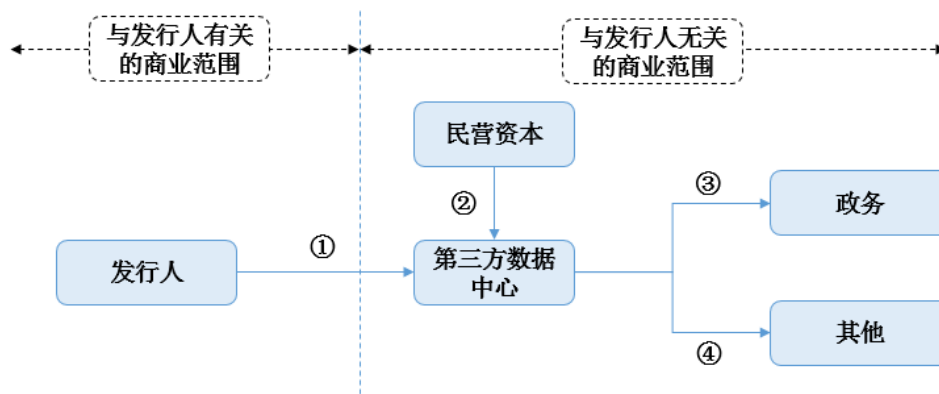 与发行人有关
的商业范围
与发行人无关
的商业范围
民营资本
②
③
政务
①
发行人
第三方数据
中心
④
其他